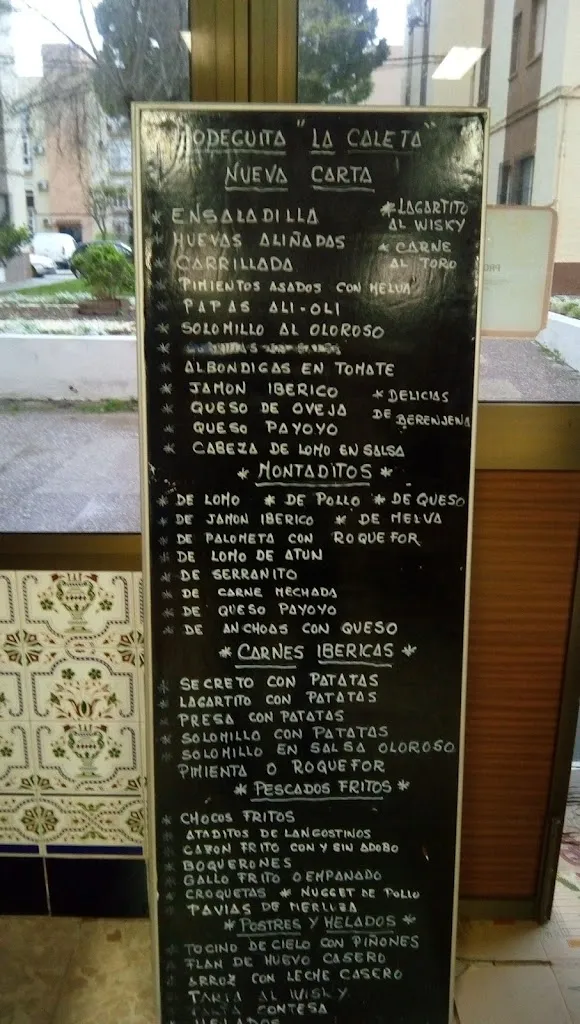 BODEGUITA "LA CALETA"
NUEVA CARTA
* ENSALADILLA
* LAGARTITO
AL WISKY
* HUEVAS ALIÑADAS
* CARNE
AL TORO
* CARRILLADA
* PIMIENTOS ASADOS CON MELVA
* PAPAS ALI-OLI
* SOLOMILLO AL OLOROSO
* ALBONDIGAS EN TOMATE
* JAMON IBERICO
* DELICIAS
DE BERENJENA
* QUESO DE OVEJA
* QUESO PAYOYO
* CABEZA DE LOMO EN SALSA
* MONTADITOS *
* DE LOMO * DE POLLO * DE QUESO
* DE JAMON IBERICO * DE MELVA
* DE PALOMETA CON ROQUEFOR
* DE LOMO DE ATUN
* DE SERRANITO
* DE CARNE MECHADA
* DE QUESO PAYOYO
* DE ANCHOAS CON QUESO
* CARNES IBERICAS *
* SECRETO CON PATATAS
* LAGARTITO CON PATATAS
* PRESA CON PATATAS
* SOLOMILLO CON PATATAS
* SOLOMILLO EN SALSA OLOROSO
PIMIENTA O ROQUEFOR
* PESCADOS FRITOS *
* CHOCOS FRITOS
* ATADITOS DE LANGOSTINOS
* CAZON FRITO CON Y SIN ADOBO
* BOQUERONES
* GALLO FRITO O EMPANADO
* CROQUETAS * NUGGET DE POLLO
* PAVIAS DE MERLUZA
* POSTRES Y HELADOS *
* TOCINO DE CIELO CON PIÑONES
* FLAN DE HUEVO CASERO
* ARROZ CON LECHE CASERO
* TARTA AL WISKY
* TARTA CONTESA
* HELADOS